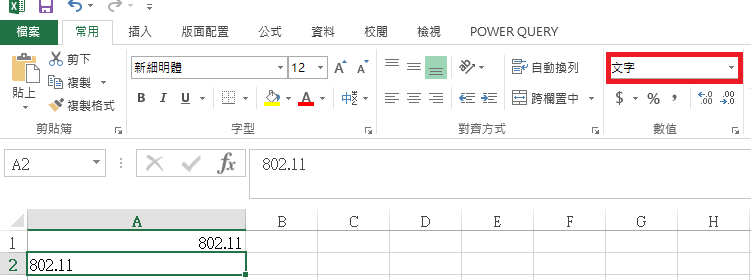 檔案 常用 插入 版面配置 公式 資料 校閱 檢視 POWER QUERY
貼上
剪下
複製
複製格式
剪貼簿
新細明體 12 A A
B I U A 中
字型
自動換列
跨欄置中
對齊方式
文字
$ % , .0 .00 .00 .0
數值
A2 fx 802.11
A B C D E F G H
1 802.11
2 802.11